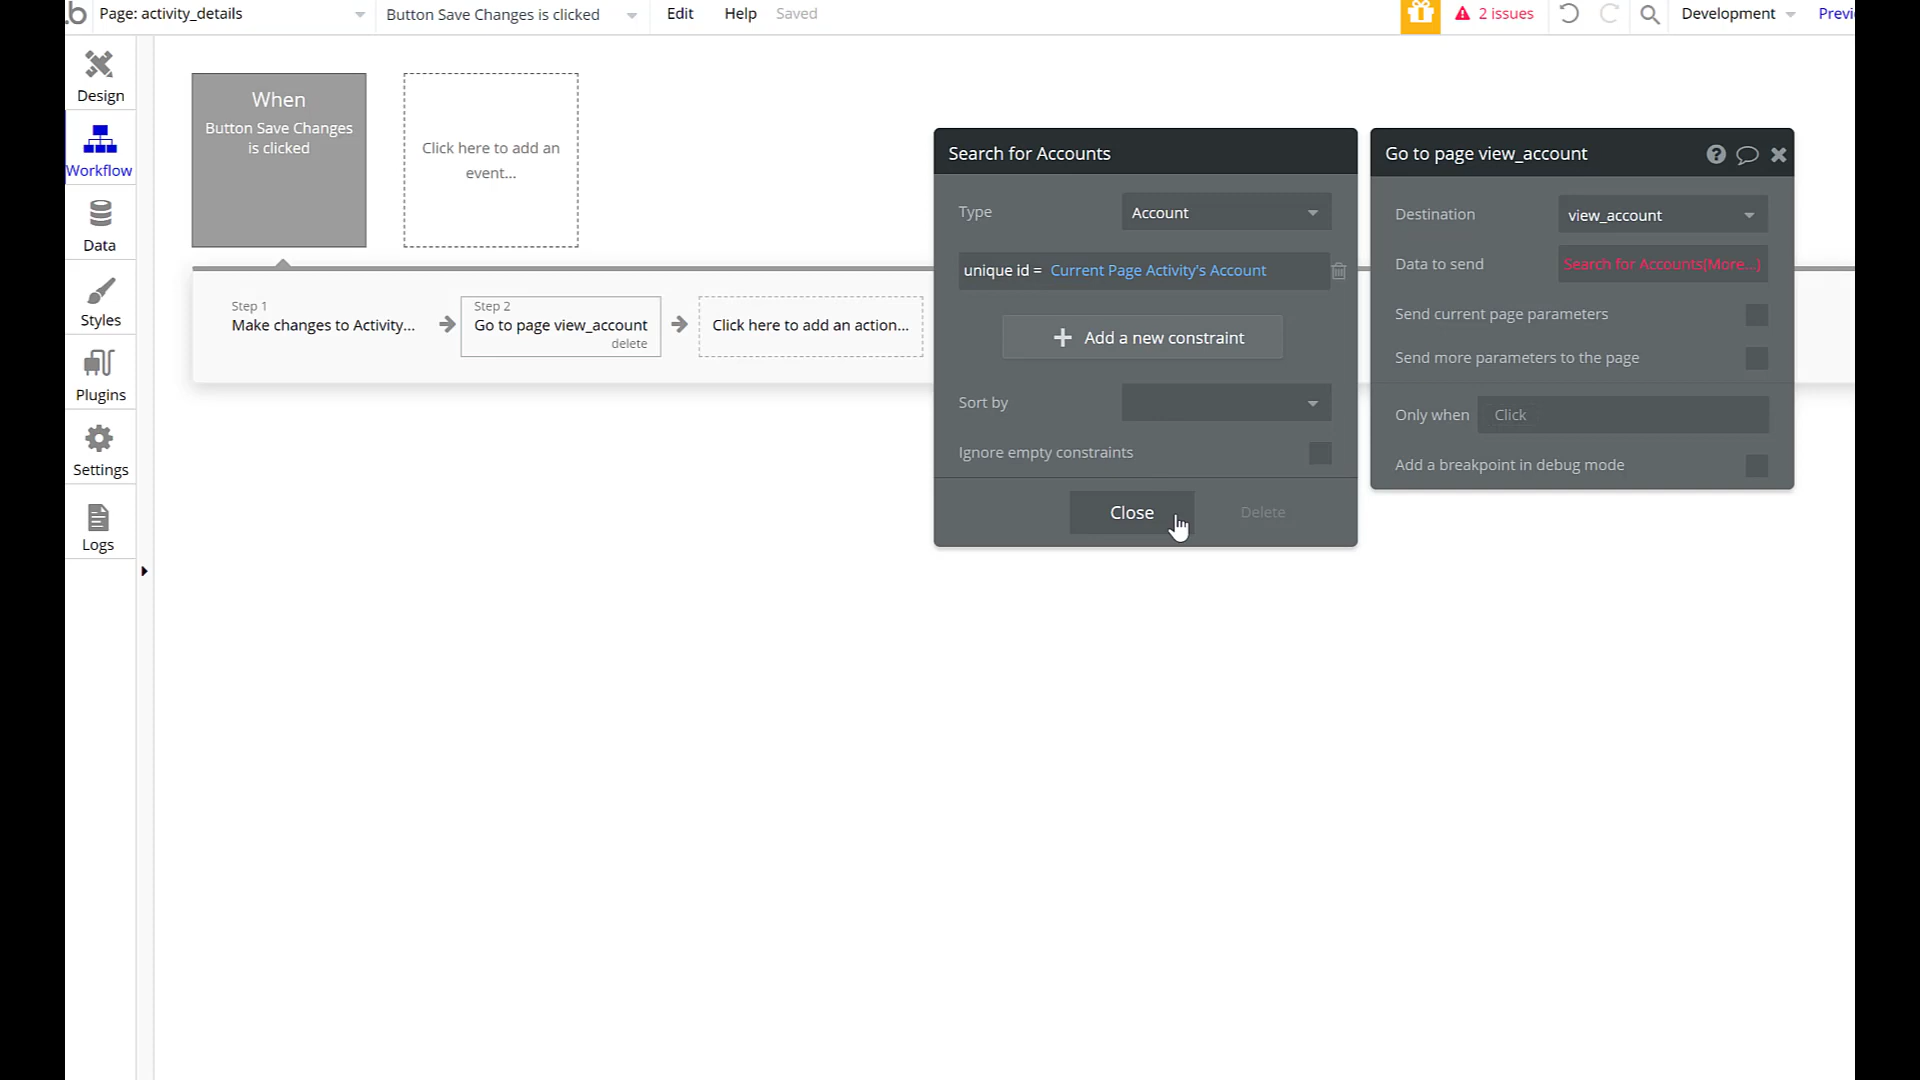 .b Page: activity_details Button Save Changes is clicked Edit Help Saved 2 issues Development Previ
Design
Workflow
Data
Styles
Plugins
Settings
Logs
When
Button Save Changes
is clicked
Click here to add an
event...
Step 1
Make changes to Activity...
Step 2
Go to page view_account
delete
Click here to add an action...
Search for Accounts
Type Account
unique id = Current Page Activity's Account
Add a new constraint
Sort by
Ignore empty constraints
Close Delete
Go to page view_account
Destination view_account
Data to send Search for Accounts(More...)
Send current page parameters
Send more parameters to the page
Only when Click
Add a breakpoint in debug mode